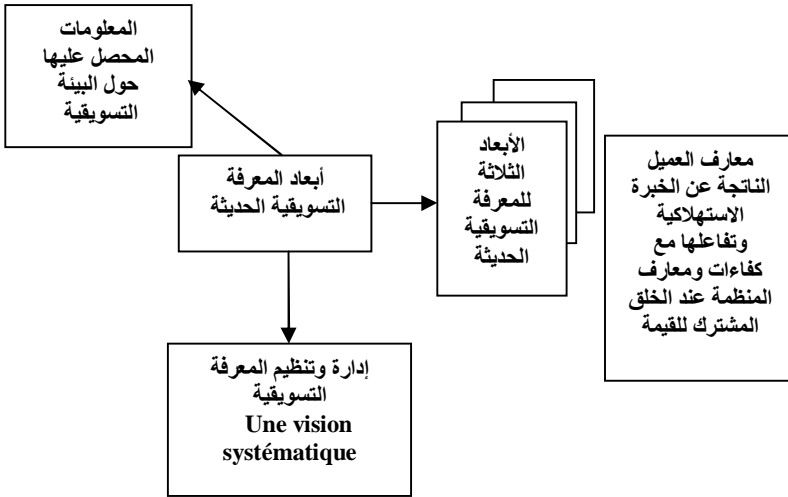 المعلومات
المحصل عليها
حول البيئة
التسويقية
أبعاد المعرفة
التسويقية الحديثة
الأبعاد
الثلاثة
للمعرفة
التسويقية
الحديثة
معارف العميل
الناتجة عن الخبرة
الاستهلاكية
وتفاعلها مع
كفاءات ومعارف
المنظمة عند الخلق
المشترك للقيمة
إدارة وتنظيم المعرفة
التسويقية
Une vision
systématique